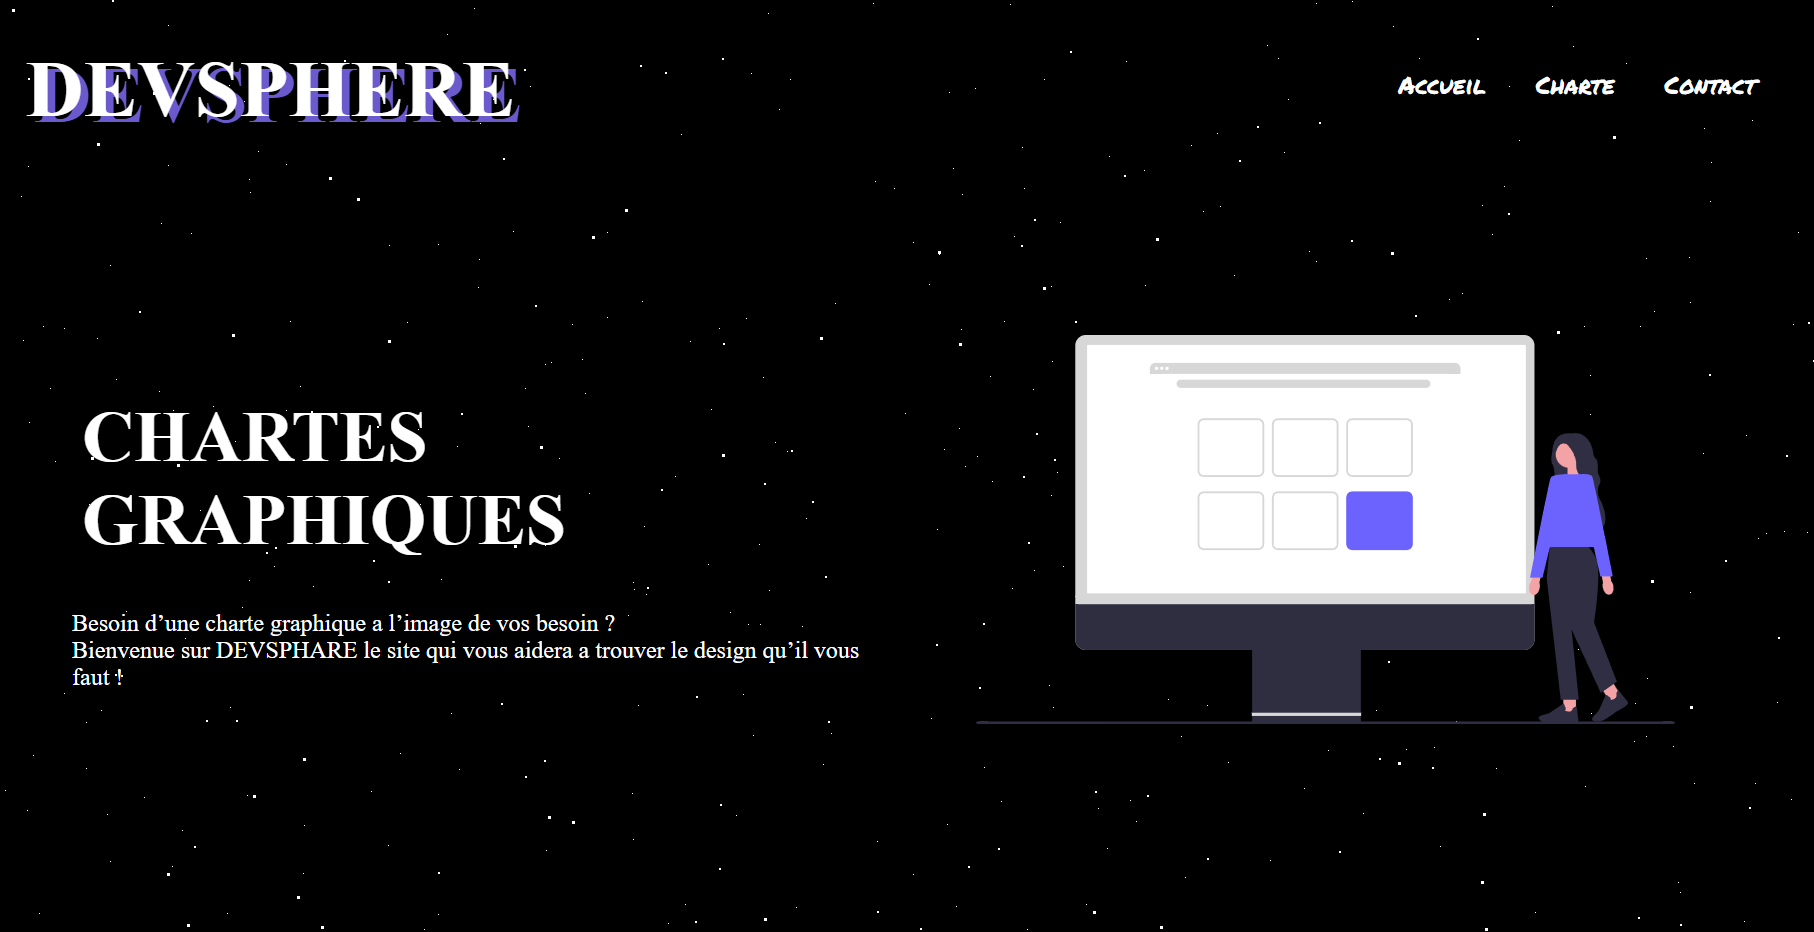 DEVSPHERE
Accueil Charte Contact
CHARTES
GRAPHIQUES
Besoin d’une charte graphique a l’image de vos besoin ?
Bienvenue sur DEVSPHARE le site qui vous aidera a trouver le design qu’il vous
faut !